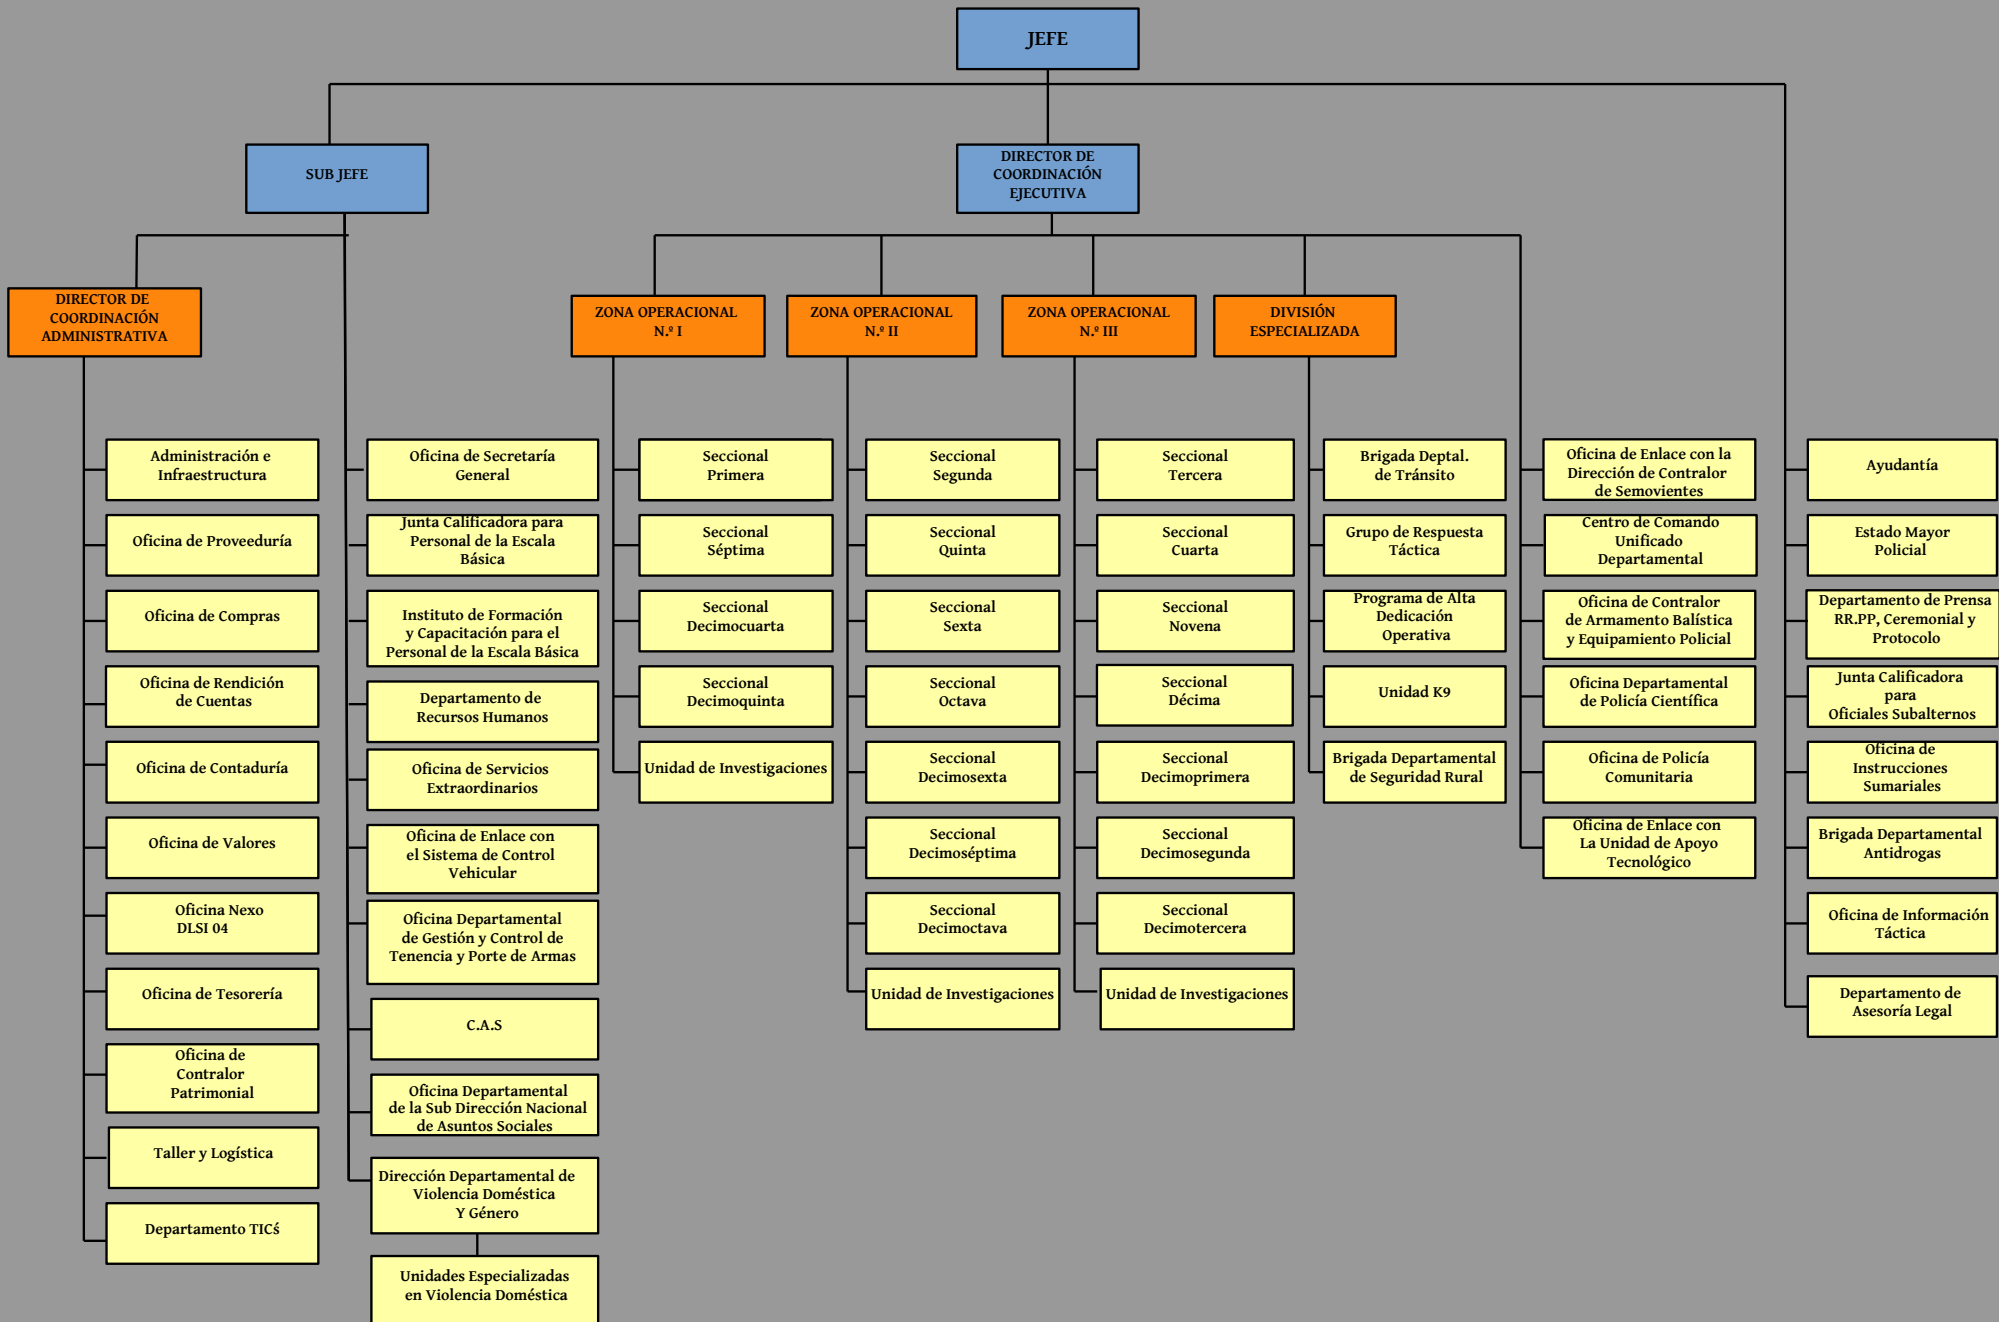 JEFE
SUB JEFE
DIRECTOR DE
COORDINACIÓN
EJECUTIVA
DIRECTOR DE
COORDINACIÓN
ADMINISTRATIVA
ZONA OPERACIONAL
N.º I
ZONA OPERACIONAL
N.º II
ZONA OPERACIONAL
N.º III
DIVISIÓN
ESPECIALIZADA
Administración e
Infraestructura
Oficina de Proveeduría
Oficina de Compras
Oficina de Rendición
de Cuentas
Oficina de Contaduría
Oficina de Valores
Oficina Nexo
DLSI 04
Oficina de Tesorería
Oficina de
Contralor
Patrimonial
Taller y Logística
Departamento TICś
Oficina de Secretaría
General
Junta Calificadora para
Personal de la Escala
Básica
Instituto de Formación
y Capacitación para el
Personal de la Escala Básica
Departamento de
Recursos Humanos
Oficina de Servicios
Extraordinarios
Oficina de Enlace con
el Sistema de Control
Vehicular
Oficina Departamental
de Gestión y Control de
Tenencia y Porte de Armas
C.A.S
Oficina Departamental
de la Sub Dirección Nacional
de Asuntos Sociales
Dirección Departamental de
Violencia Doméstica
Y Género
Unidades Especializadas
en Violencia Doméstica
Seccional
Primera
Seccional
Séptima
Seccional
Decimocuarta
Seccional
Decimoquinta
Unidad de Investigaciones
Seccional
Segunda
Seccional
Quinta
Seccional
Sexta
Seccional
Octava
Seccional
Decimosexta
Seccional
Decimoséptima
Seccional
Decimoctava
Unidad de Investigaciones
Seccional
Tercera
Seccional
Cuarta
Seccional
Novena
Seccional
Décima
Seccional
Decimoprimera
Seccional
Decimosegunda
Seccional
Decimotercera
Unidad de Investigaciones
Brigada Deptal.
de Tránsito
Grupo de Respuesta
Táctica
Programa de Alta
Dedicación
Operativa
Unidad K9
Brigada Departamental
de Seguridad Rural
Oficina de Enlace con la
Dirección de Contralor
de Semovientes
Centro de Comando
Unificado
Departamental
Oficina de Contralor
de Armamento Balística
y Equipamiento Policial
Oficina Departamental
de Policía Científica
Oficina de Policía
Comunitaria
Oficina de Enlace con
La Unidad de Apoyo
Tecnológico
Ayudantía
Estado Mayor
Policial
Departamento de Prensa
RR.PP, Ceremonial y
Protocolo
Junta Calificadora
para
Oficiales Subalternos
Oficina de
Instrucciones
Sumariales
Brigada Departamental
Antidrogas
Oficina de Información
Táctica
Departamento de
Asesoría Legal